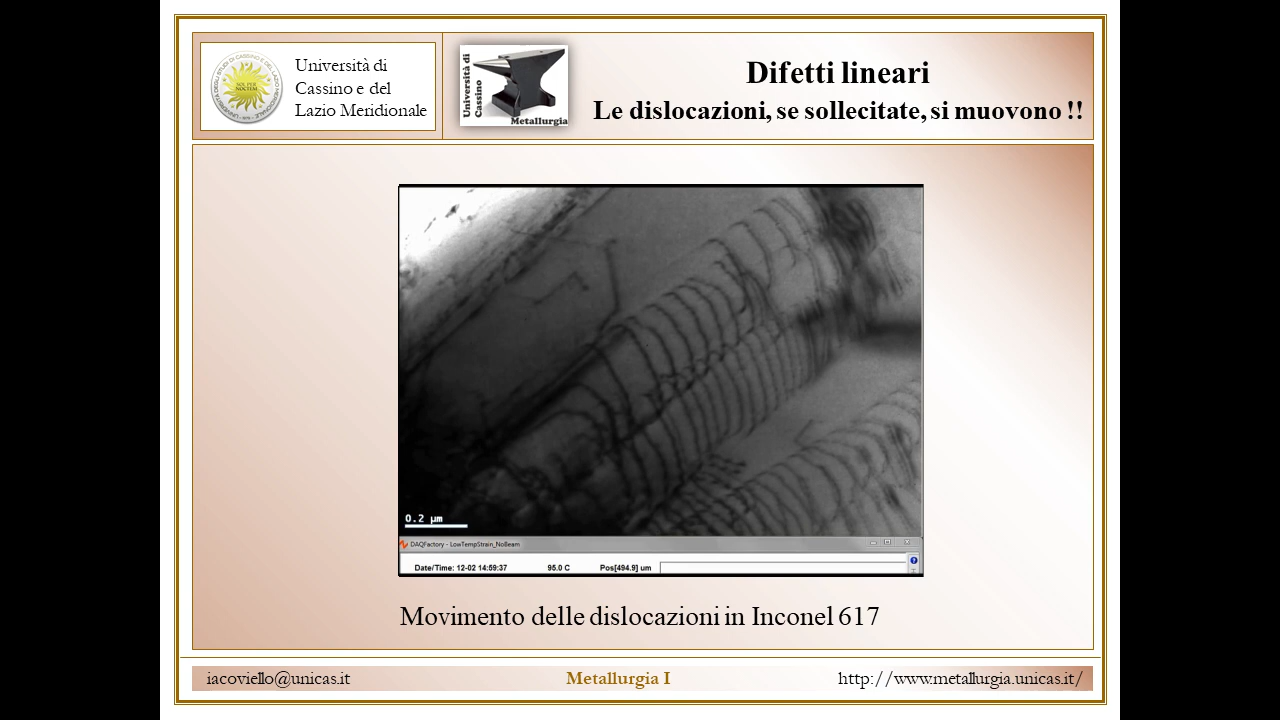 Università di
Cassino e del
Lazio Meridionale
Università di
Cassino
Metallurgia
Difetti lineari
Le dislocazioni, se sollecitate, si muovono !!
0.2 µm
DAQFactory - LowTempStrain_NoBeam
Date/Time: 12-02 14:59:37 95.0 C Pos[494.9] um
Movimento delle dislocazioni in Inconel 617
iacoviello@unicas.it Metallurgia I http://www.metallurgia.unicas.it/